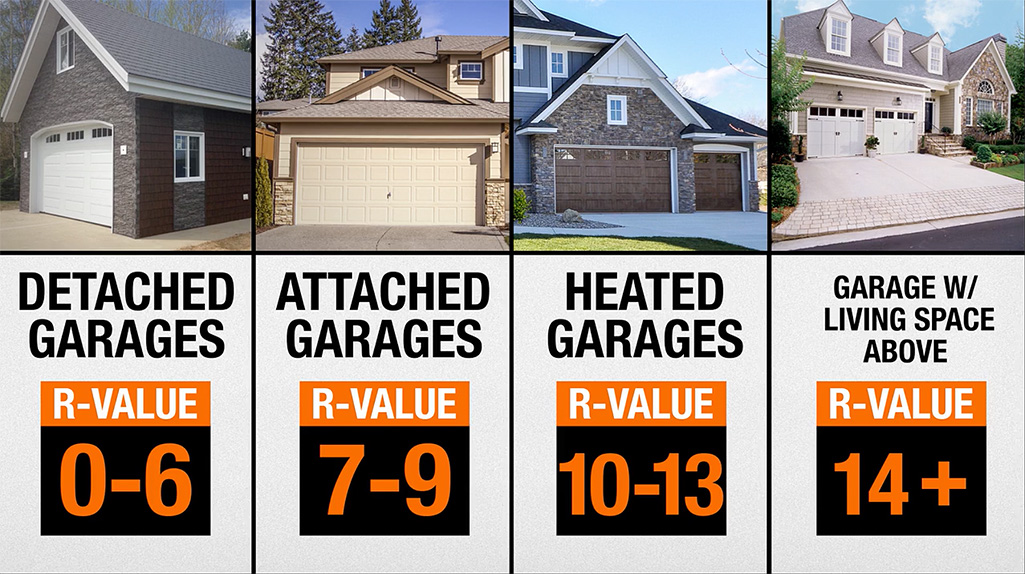 DETACHED
GARAGES
R-VALUE
0-6
ATTACHED
GARAGES
R-VALUE
7-9
HEATED
GARAGES
R-VALUE
10-13
GARAGE W/
LIVING SPACE
ABOVE
R-VALUE
14+